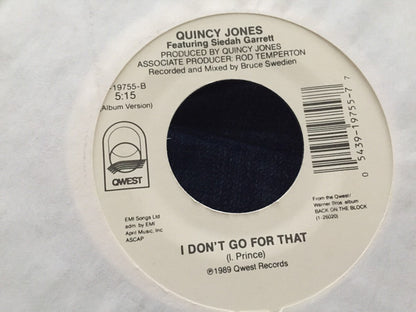 QUINCY JONES
Featuring Siedah Garrett
PRODUCED BY QUINCY JONES
ASSOCIATE PRODUCER: ROD TEMPERTON
Recorded and Mixed by Bruce Swedien
-19755-B
5:15
(Album Version)
QWEST
0 5439-19755-7 7
EMI Songs Ltd
adm. by EMI
April Music, Inc
ASCAP
From the Qwest/
Warner Bros. album
BACK ON THE BLOCK
(1-26020)
I DON'T GO FOR THAT
(I. Prince)
℗1989 Qwest Records